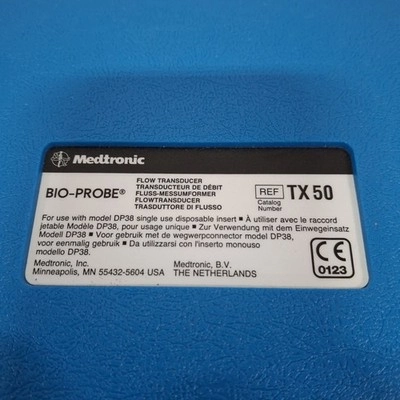 Medtronic
BIO-PROBE®
FLOW TRANSDUCER
TRANSDUCTEUR DE DÉBIT
FLUSS-MESSUMFORMER
FLOWTRANSDUCER
TRASDUTTORE DI FLUSSO
REF TX 50
Catalog
Number
For use with model DP38 single use disposable insert ■ À utiliser avec le raccord
jetable Modèle DP38, pour usage unique ■ Zur Verwendung mit dem Einwegeinsatz
Modell DP38 ■ Voor gebruik met de wegwerpconnector model DP38,
voor eenmalig gebruik ■ Da utilizzarsi con l'inserto monouso
modello DP38.
Medtronic, Inc.
Minneapolis, MN 55432-5604 USA
Medtronic, B.V.
THE NETHERLANDS
CE
0123